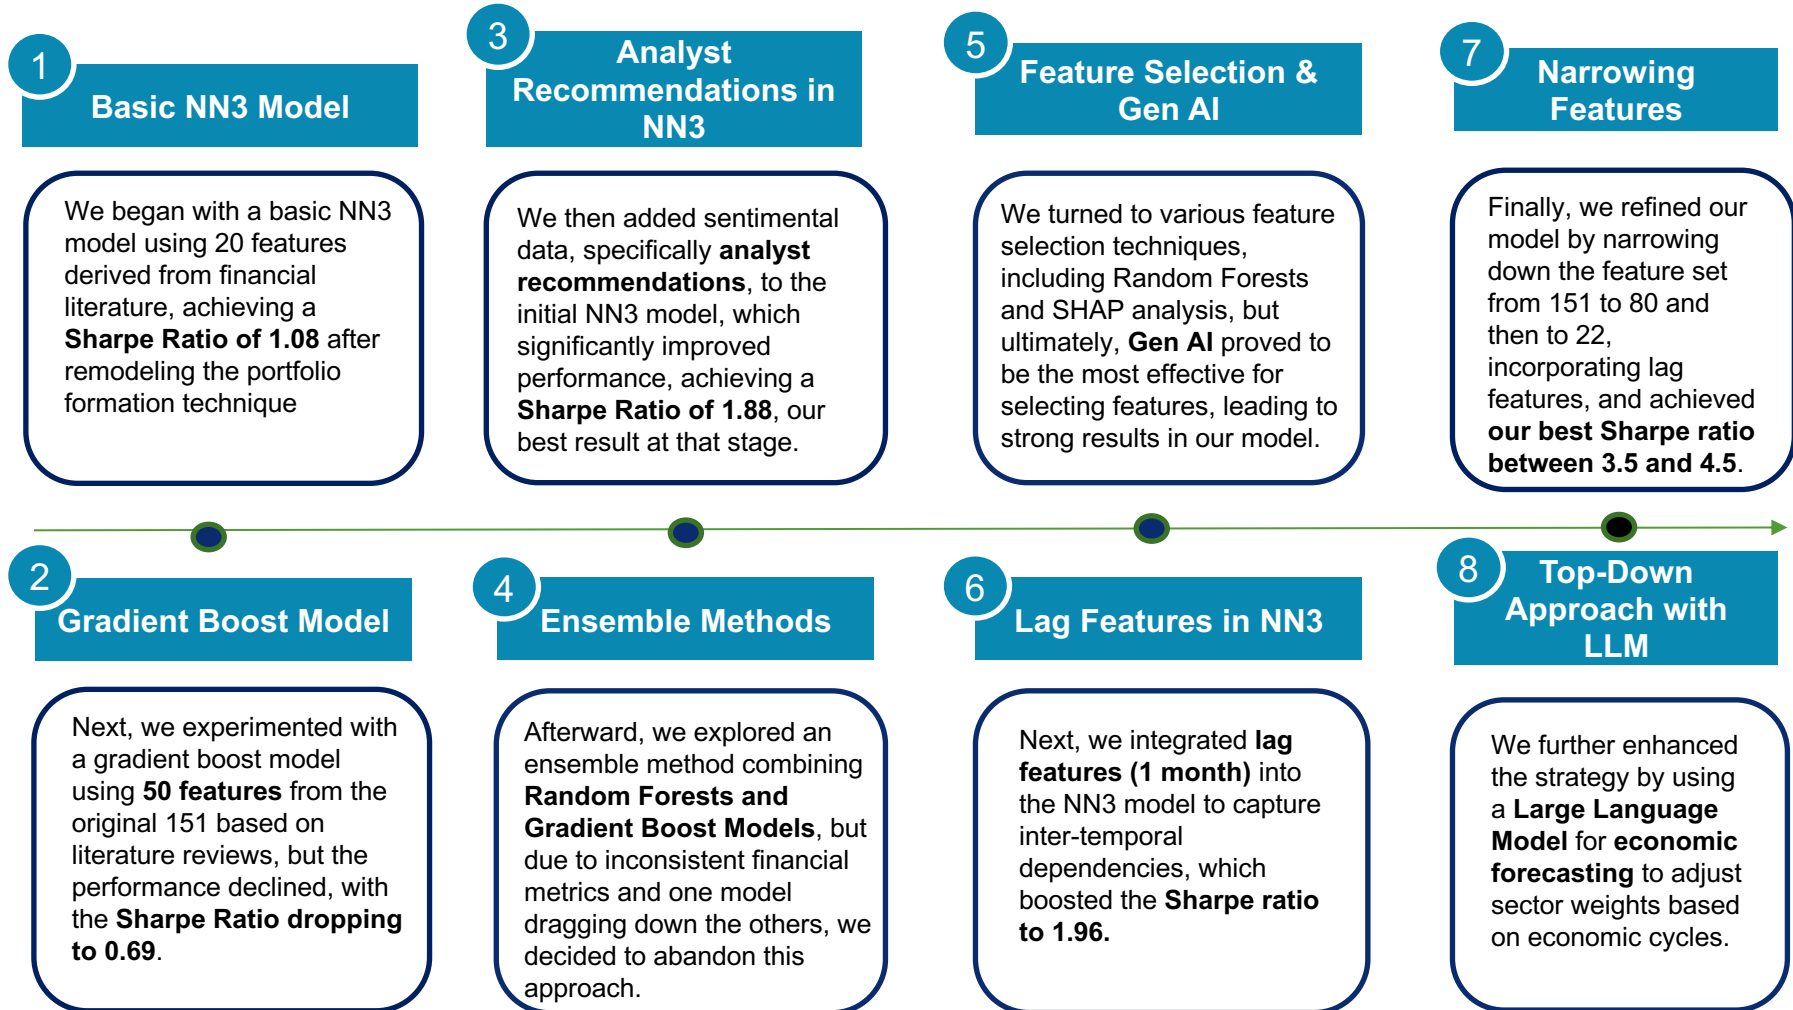 1
Basic NN3 Model
We began with a basic NN3
model using 20 features
derived from financial
literature, achieving a
Sharpe Ratio of 1.08 after
remodeling the portfolio
formation technique
2
Gradient Boost Model
Next, we experimented with
a gradient boost model
using 50 features from the
original 151 based on
literature reviews, but the
performance declined, with
the Sharpe Ratio dropping
to 0.69.
3
Analyst
Recommendations in
NN3
We then added sentimental
data, specifically analyst
recommendations, to the
initial NN3 model, which
significantly improved
performance, achieving a
Sharpe Ratio of 1.88, our
best result at that stage.
4
Ensemble Methods
Afterward, we explored an
ensemble method combining
Random Forests and
Gradient Boost Models, but
due to inconsistent financial
metrics and one model
dragging down the others, we
decided to abandon this
approach.
5
Feature Selection &
Gen AI
We turned to various feature
selection techniques,
including Random Forests
and SHAP analysis, but
ultimately, Gen AI proved to
be the most effective for
selecting features, leading to
strong results in our model.
6
Lag Features in NN3
Next, we integrated lag
features (1 month) into
the NN3 model to capture
inter-temporal
dependencies, which
boosted the Sharpe ratio
to 1.96.
7
Narrowing
Features
Finally, we refined our
model by narrowing
down the feature set
from 151 to 80 and
then to 22,
incorporating lag
features, and achieved
our best Sharpe ratio
between 3.5 and 4.5.
8
Top-Down
Approach with
LLM
We further enhanced
the strategy by using
a Large Language
Model for economic
forecasting to adjust
sector weights based
on economic cycles.